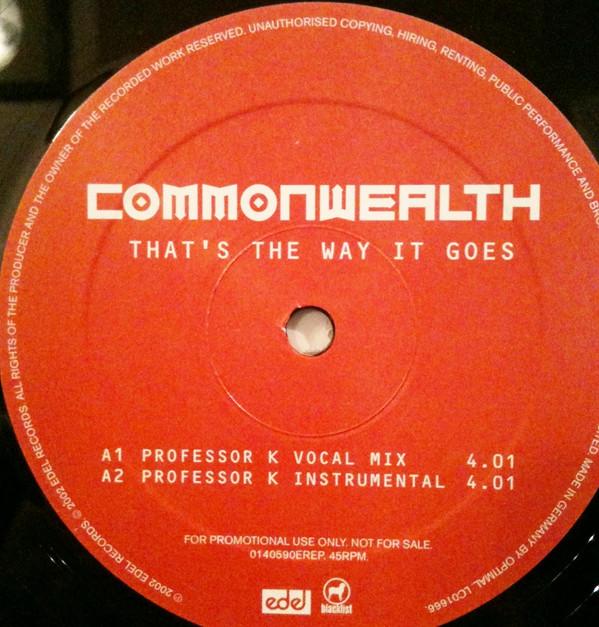 ℗ 2002 EDEL RECORDS. © 2002 EDEL RECORDS. ALL RIGHTS OF THE PRODUCER AND THE OWNER OF THE RECORDED WORK RESERVED. UNAUTHORISED COPYING, HIRING, RENTING, PUBLIC PERFORMANCE AND MADE IN GERMANY BY OPTIMAL. LC01666.
COMMONWEALTH
THAT'S THE WAY IT GOES
A1 PROFESSOR K VOCAL MIX 4.01
A2 PROFESSOR K INSTRUMENTAL 4.01
FOR PROMOTIONAL USE ONLY. NOT FOR SALE.
0140590EREP. 45RPM.
edel
blacklist